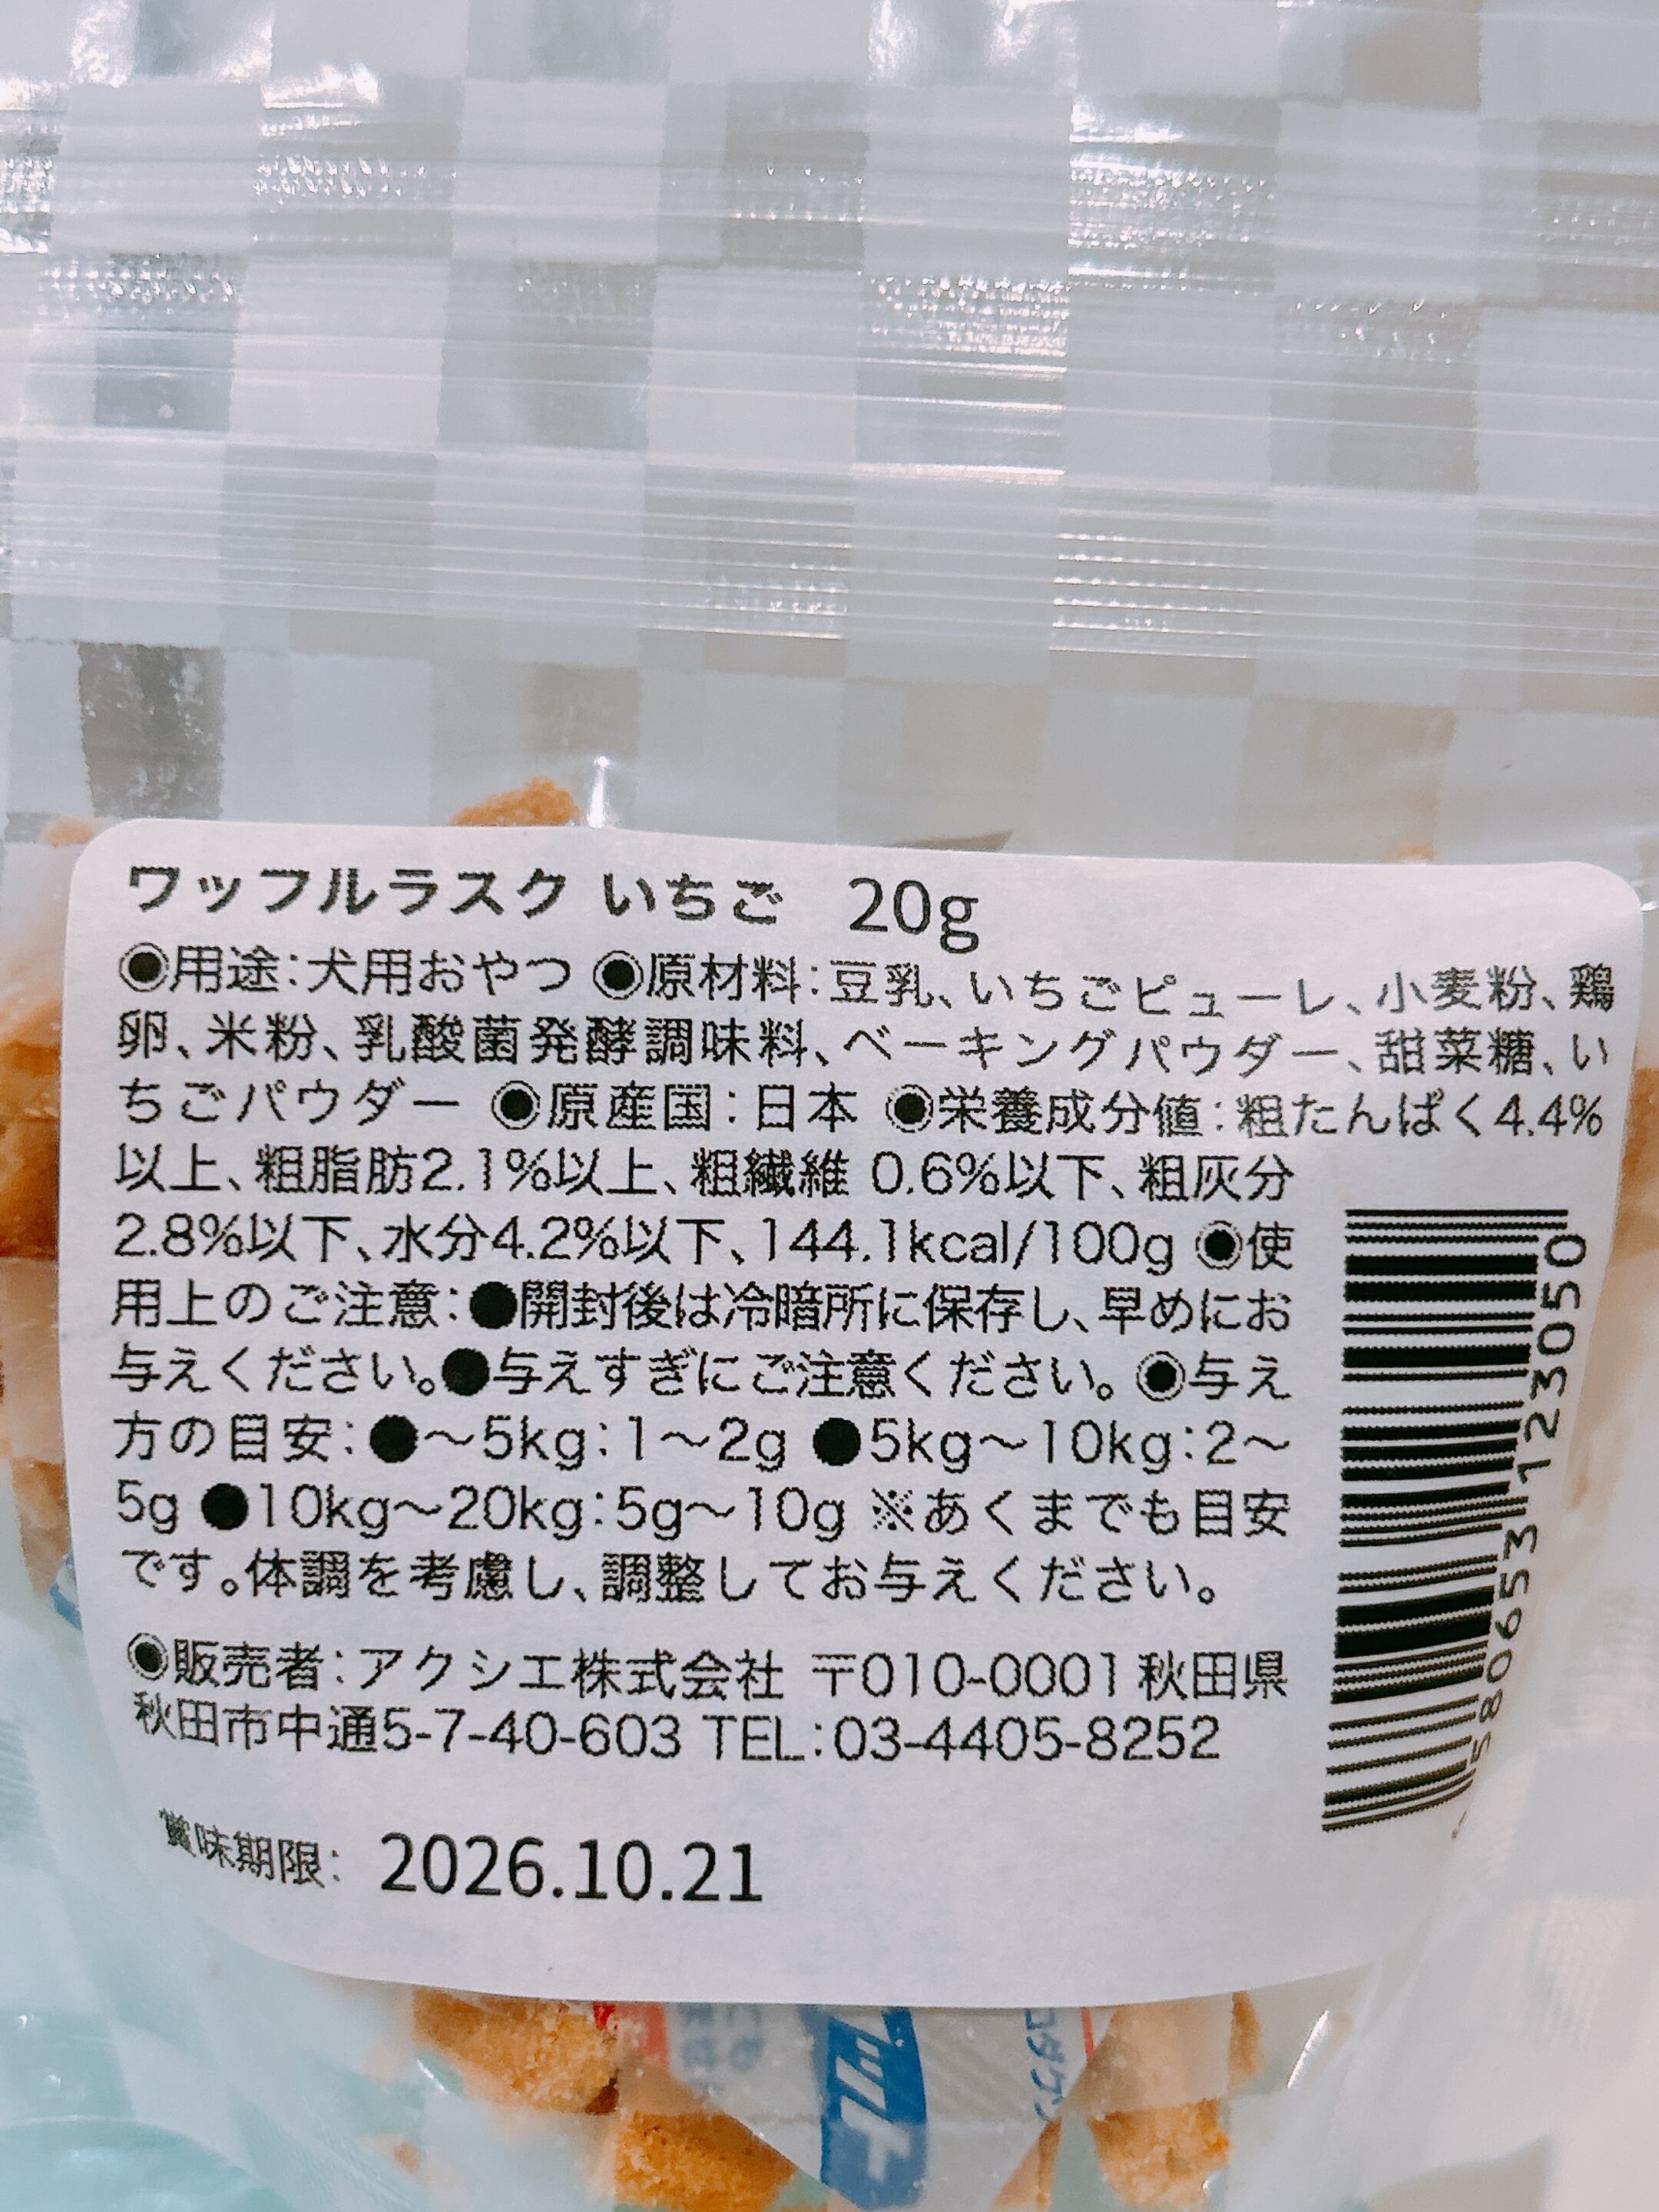 ワッフルラスク いちご 20g
◉用途:犬用おやつ ◉原材料:豆乳、いちごピューレ、小麦粉、鶏
卵、米粉、乳酸菌発酵調味料、ベーキングパウダー、甜菜糖、い
ちごパウダー ◉原産国:日本 ◉栄養成分値:粗たんぱく4.4%
以上、粗脂肪2.1%以上、粗繊維 0.6%以下、粗灰分
2.8%以下、水分4.2%以下、144.1kcal/100g ◉使
用上のご注意:●開封後は冷暗所に保存し、早めにお
与えください。●与えすぎにご注意ください。◉与え
方の目安:●〜5kg:1〜2g ●5kg〜10kg:2〜
5g ●10kg〜20kg:5g〜10g ※あくまでも目安
です。体調を考慮し、調整してお与えください。
◉販売者:アクシエ株式会社 〒010-0001秋田県
秋田市中通5-7-40-603 TEL:03-4405-8252
賞味期限: 2026.10.21
580653 123050